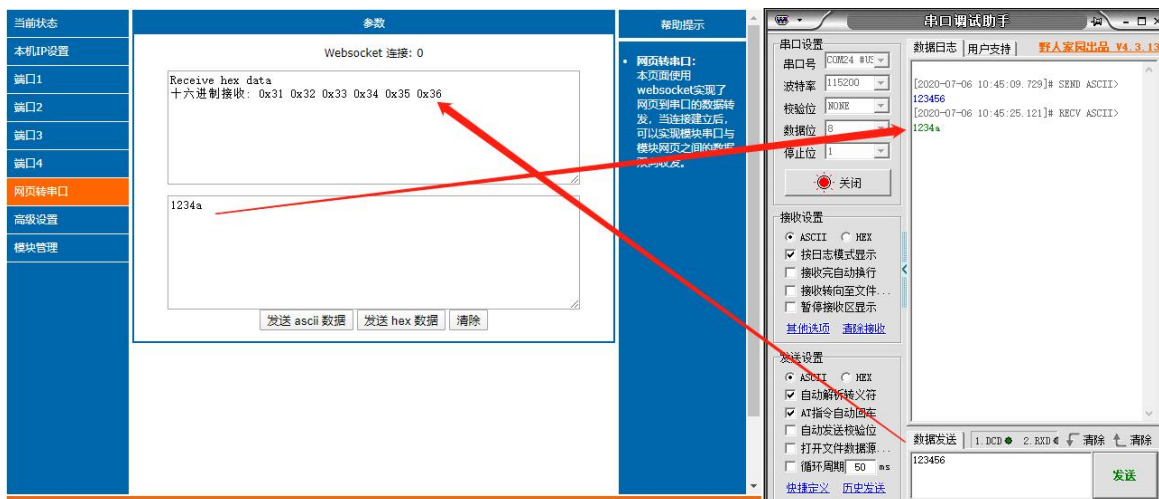 当前状态
本机IP设置
端口1
端口2
端口3
端口4
网页转串口
高级设置
模块管理
参数
Websocket 连接: 0
Receive hex data
十六进制接收: 0x31 0x32 0x33 0x34 0x35 0x36
1234a
发送 ascii 数据 发送 hex 数据 清除
帮助提示
• 网页转串口:
本页面使用
websocket实现了
网页到串口的数据转
发，当连接建立后，
可以实现模块串口与
模块网页之间的数据
双向收发。
串口调试助手
串口设置
串口号 COM24 #US
波特率 115200
校验位 NONE
数据位 8
停止位 1
关闭
接收设置
ASCII HEX
按日志模式显示
接收完自动换行
接收转向至文件...
暂停接收区显示
其他选项 清除接收
发送设置
ASCII HEX
自动解析转义符
AT指令自动回车
自动发送校验位
打开文件数据源...
循环周期 50 ms
快捷定义 历史发送
数据日志 用户支持 野人家园出品 V4.3.13
[2020-07-06 10:45:09.729]# SEND ASCII>
123456
[2020-07-06 10:45:25.121]# RECV ASCII>
1234a
数据发送 1.DCD 2.RXD 清除 清除
123456
发送